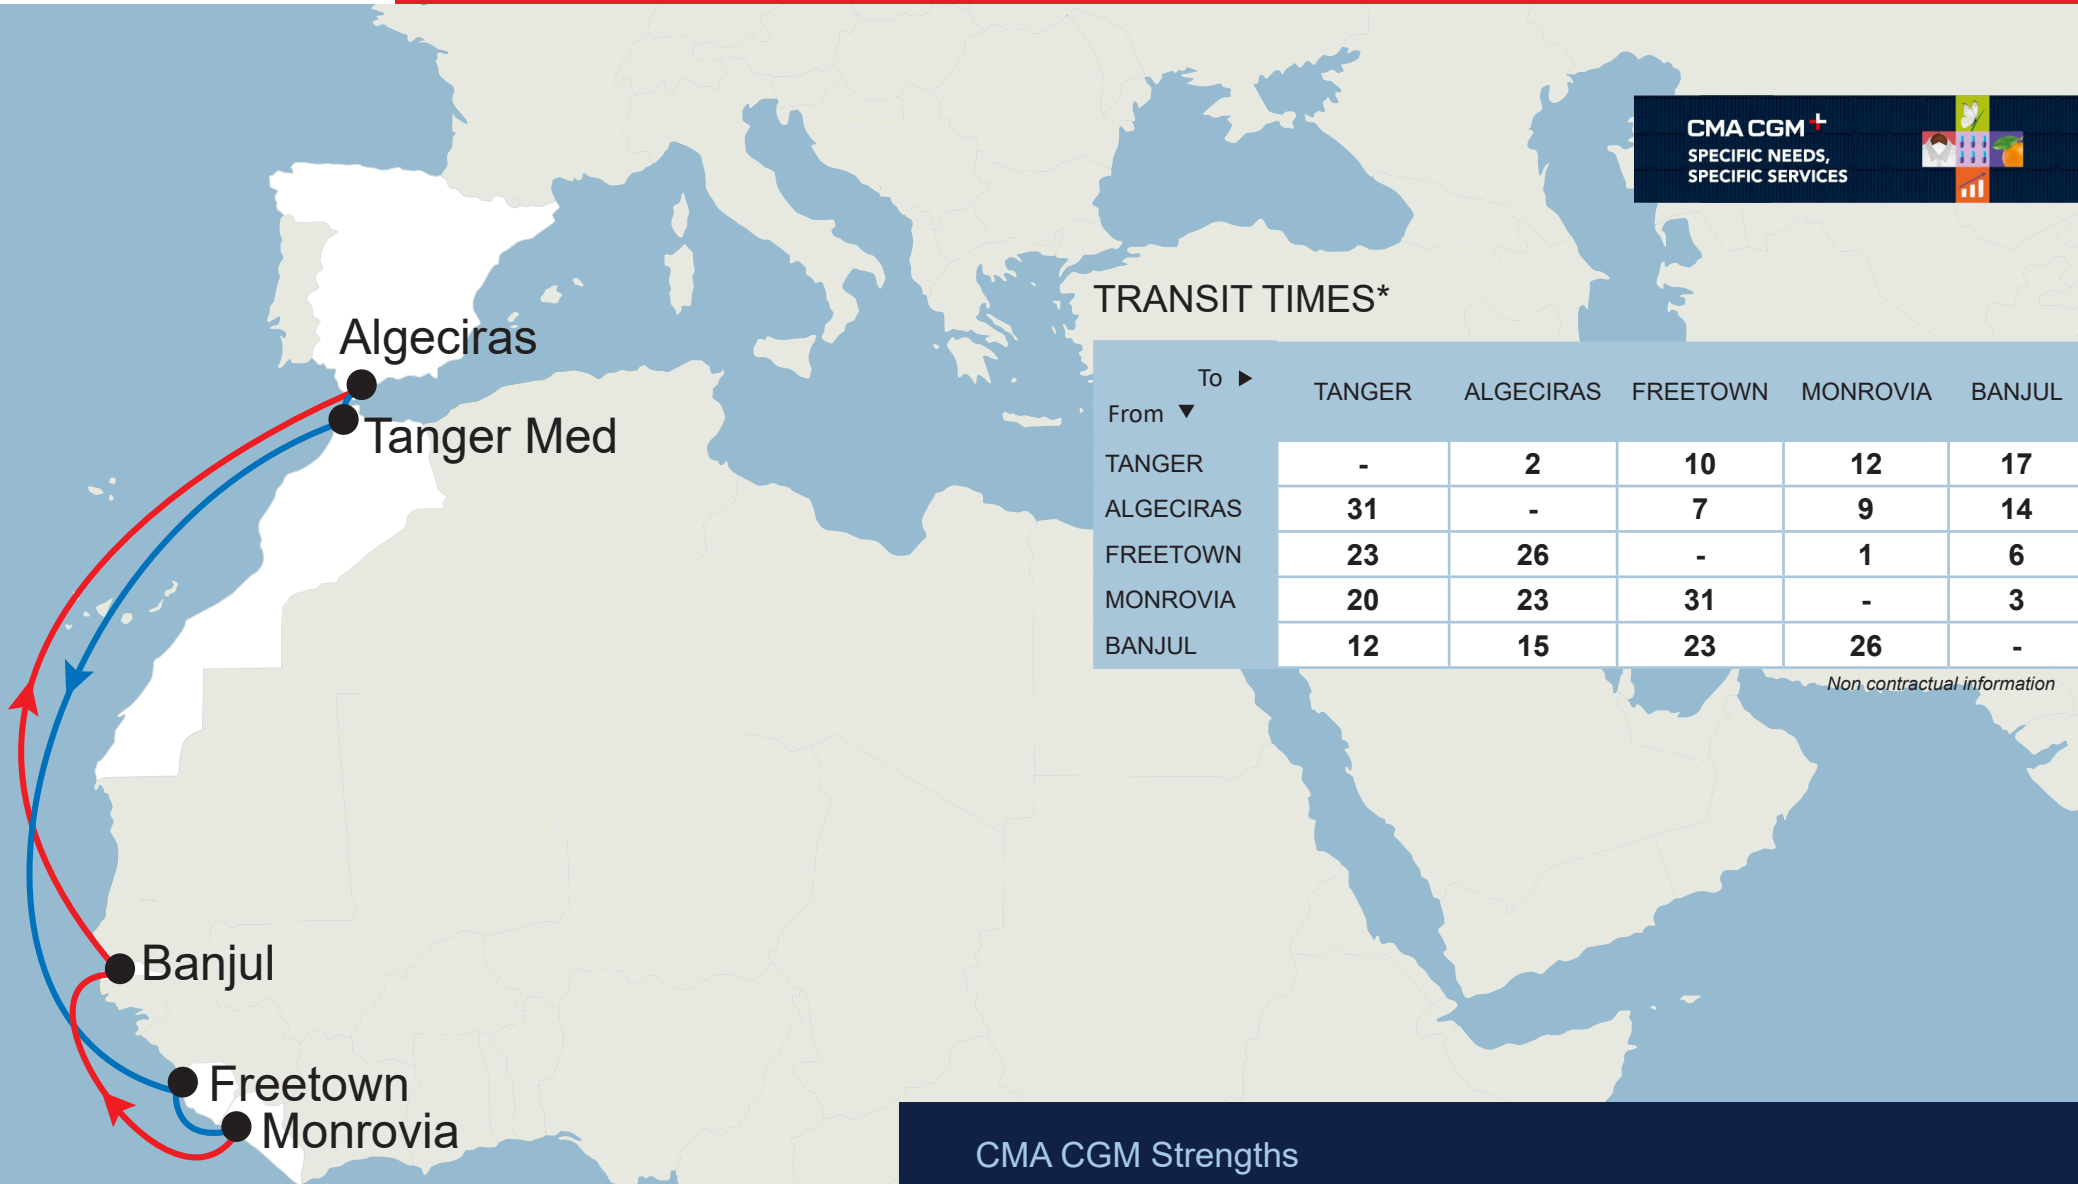 CMA CGM+
SPECIFIC NEEDS,
SPECIFIC SERVICES
Algeciras
Tanger Med
Banjul
Freetown
Monrovia
TRANSIT TIMES*
To ▶
From ▼
TANGER ALGECIRAS FREETOWN MONROVIA BANJUL
TANGER - 2 10 12 17
ALGECIRAS 31 - 7 9 14
FREETOWN 23 26 - 1 6
MONROVIA 20 23 31 - 3
BANJUL 12 15 23 26 -
Non contractual information
CMA CGM Strengths